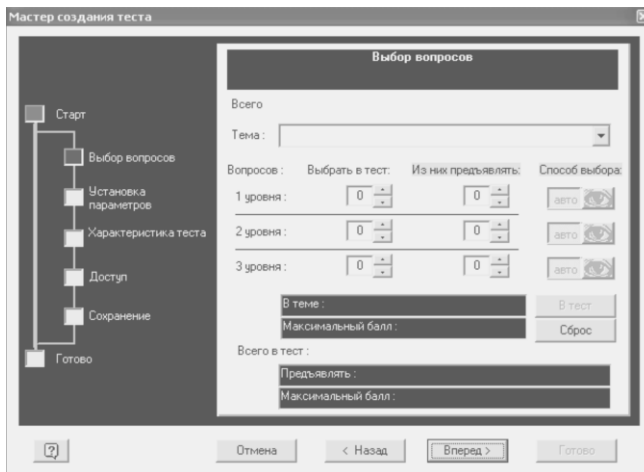 Мастер создания теста
Старт
Выбор вопросов
Установка
параметров
Характеристика теста
Доступ
Сохранение
Готово
Выбор вопросов
Всего
Тема :
Вопросов : Выбрать в тест: Из них предъявлять: Способ выбора:
1 уровня : 0 0 авто
2 уровня : 0 0 авто
3 уровня : 0 0 авто
В теме : В тест
Максимальный балл : Сброс
Всего в тест :
Предъявлять :
Максимальный балл :
? Отмена < Назад Вперед > Готово